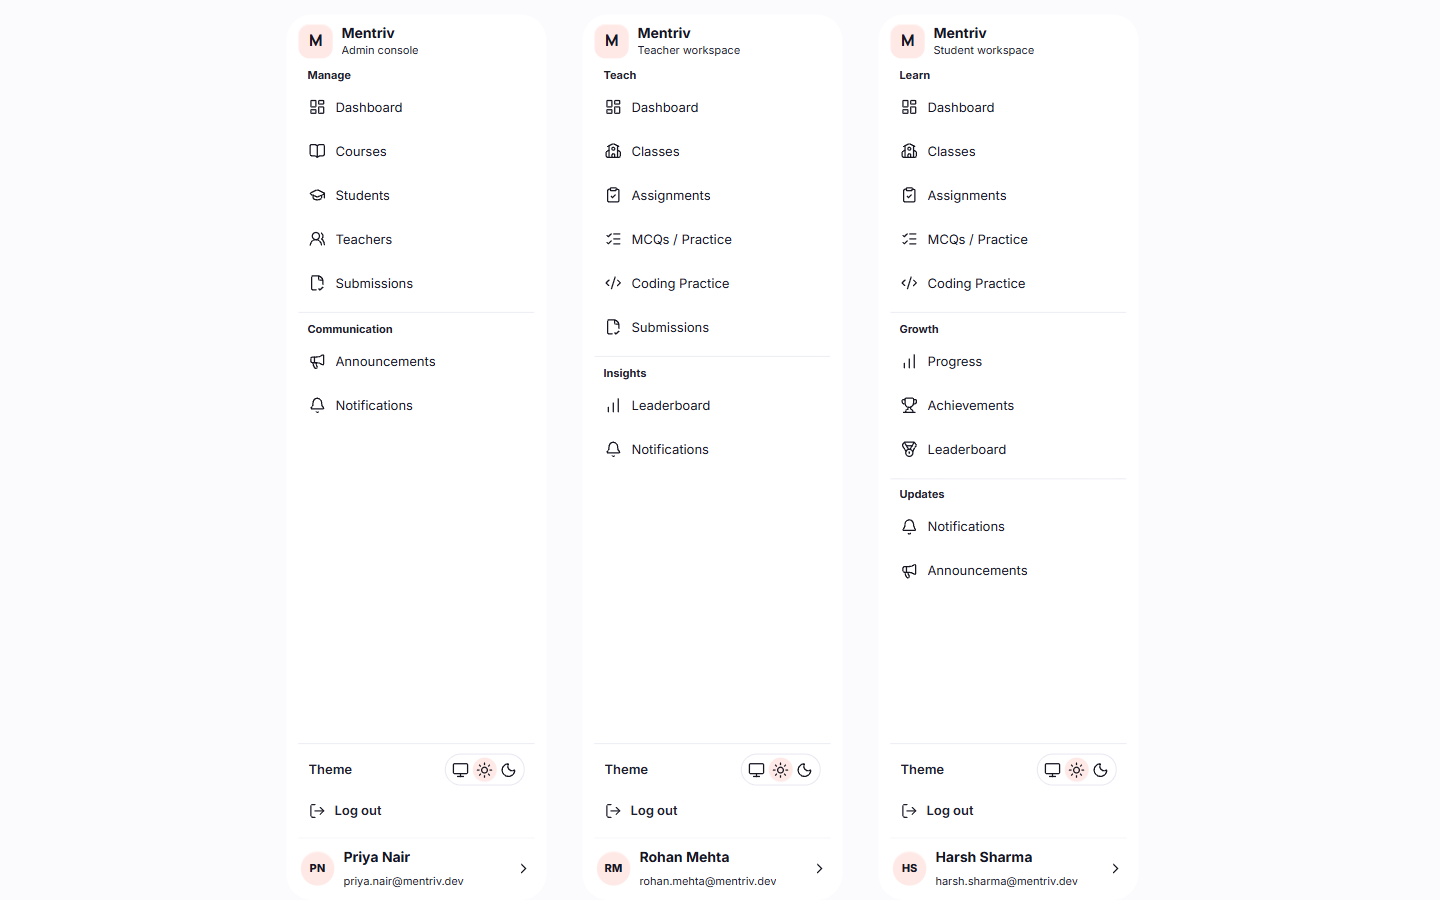 M
Mentriv
Admin console
Manage
Dashboard
Courses
Students
Teachers
Submissions
Communication
Announcements
Notifications
Theme
Log out
PN
Priya Nair
priya.nair@mentriv.dev
M
Mentriv
Teacher workspace
Teach
Dashboard
Classes
Assignments
MCQs / Practice
Coding Practice
Submissions
Insights
Leaderboard
Notifications
Theme
Log out
RM
Rohan Mehta
rohan.mehta@mentriv.dev
M
Mentriv
Student workspace
Learn
Dashboard
Classes
Assignments
MCQs / Practice
Coding Practice
Growth
Progress
Achievements
Leaderboard
Updates
Notifications
Announcements
Theme
Log out
HS
Harsh Sharma
harsh.sharma@mentriv.dev